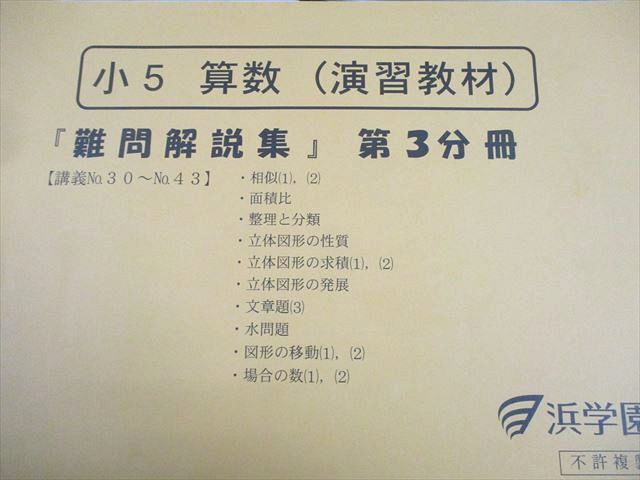 小5 算数（演習教材）
『難問解説集』 第3分冊
【講義№30～№43】
・相似⑴，⑵
・面積比
・整理と分類
・立体図形の性質
・立体図形の求積⑴，⑵
・立体図形の発展
・文章題⑶
・水問題
・図形の移動⑴，⑵
・場合の数⑴，⑵
浜学園
不許複製